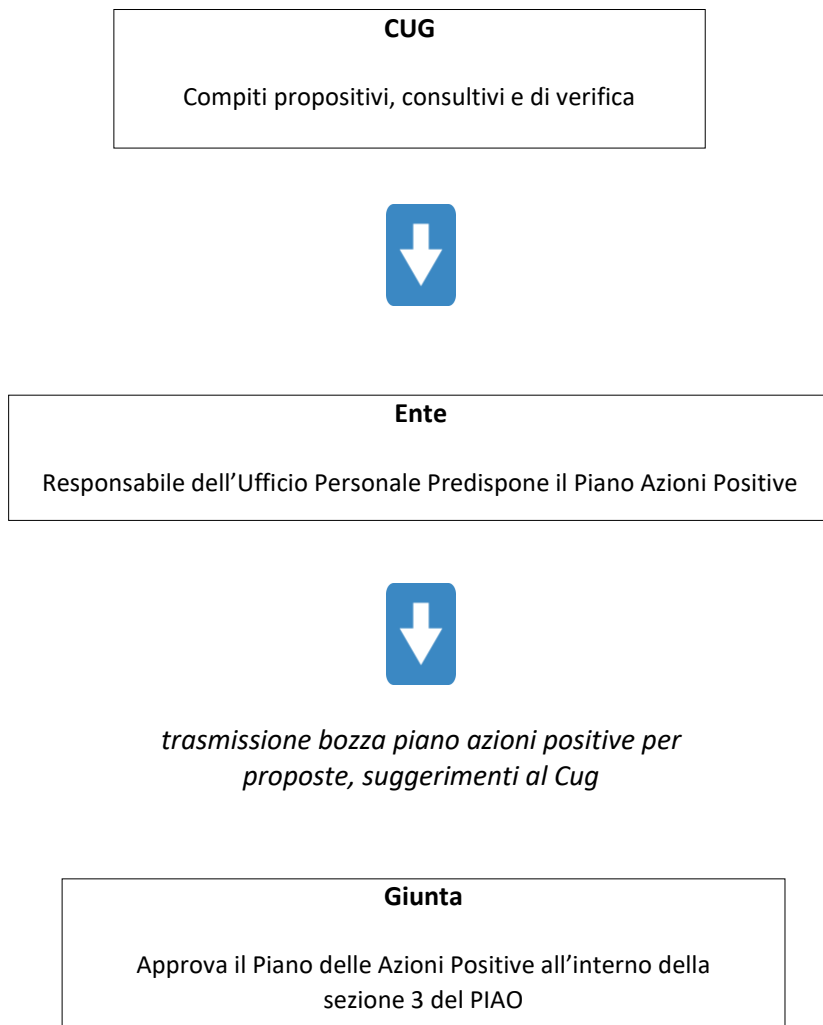 CUG
Compiti propositivi, consultivi e di verifica
Ente
Responsabile dell’Ufficio Personale Predispone il Piano Azioni Positive
trasmissione bozza piano azioni positive per
proposte, suggerimenti al Cug
Giunta
Approva il Piano delle Azioni Positive all’interno della
sezione 3 del PIAO